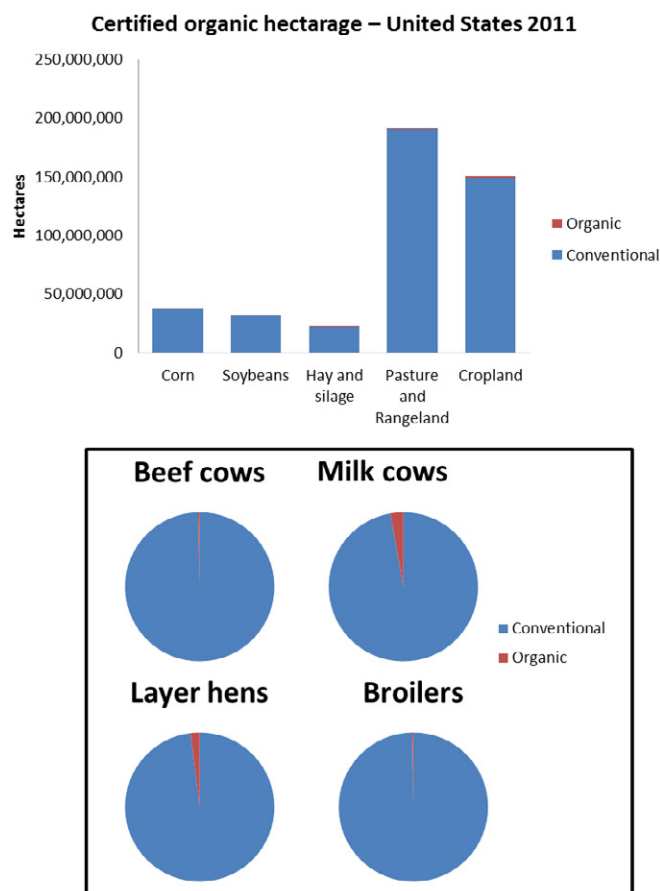 Certified organic hectarage – United States 2011
250,000,000
200,000,000
150,000,000
100,000,000
50,000,000
0
Hectares
Corn
Soybeans
Hay and
silage
Pasture
and
Rangeland
Cropland
Organic
Conventional
Beef cows
Milk cows
Conventional
Organic
Layer hens
Broilers